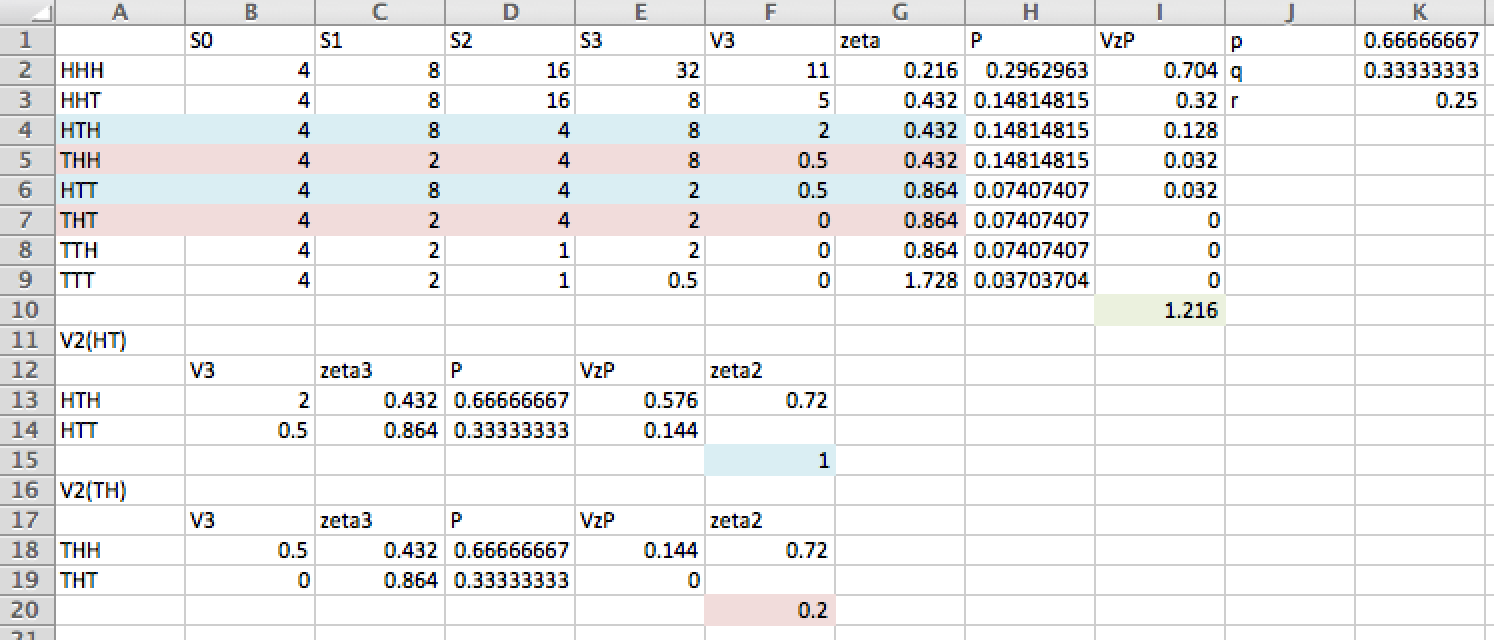 A B C D E F G H I J K
1 S0 S1 S2 S3 V3 zeta P VzP p 0.66666667
2 HHH 4 8 16 32 11 0.216 0.2962963 0.704 q 0.33333333
3 HHT 4 8 16 8 5 0.432 0.14814815 0.32 r 0.25
4 HTH 4 8 4 8 2 0.432 0.14814815 0.128
5 THH 4 2 4 8 0.5 0.432 0.14814815 0.032
6 HTT 4 8 4 2 0.5 0.864 0.07407407 0.032
7 THT 4 2 4 2 0 0.864 0.07407407 0
8 TTH 4 2 1 2 0 0.864 0.07407407 0
9 TTT 4 2 1 0.5 0 1.728 0.03703704 0
10 1.216
11 V2(HT)
12 V3 zeta3 P VzP zeta2
13 HTH 2 0.432 0.66666667 0.576 0.72
14 HTT 0.5 0.864 0.33333333 0.144
15 1
16 V2(TH)
17 V3 zeta3 P VzP zeta2
18 THH 0.5 0.432 0.66666667 0.144 0.72
19 THT 0 0.864 0.33333333 0
20 0.2
21